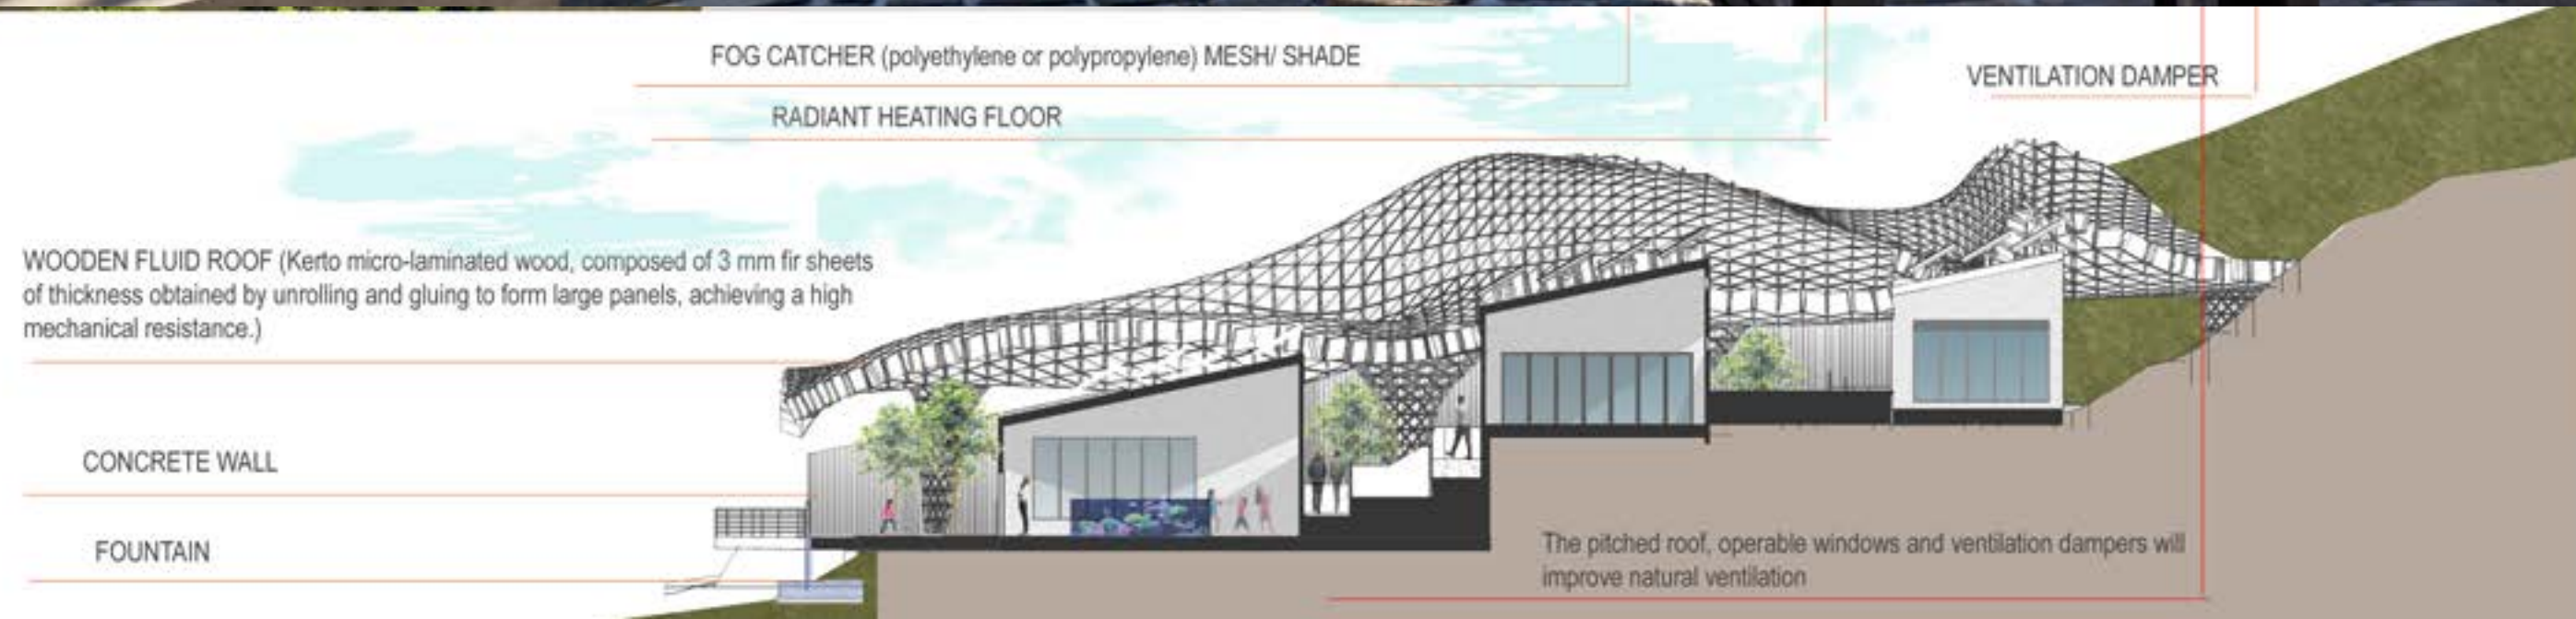 FOG CATCHER (polyethylene or polypropylene) MESH/ SHADE
VENTILATION DAMPER
RADIANT HEATING FLOOR
WOODEN FLUID ROOF (Kerto micro-laminated wood, composed of 3 mm fir sheets
of thickness obtained by unrolling and gluing to form large panels, achieving a high
mechanical resistance.)
CONCRETE WALL
FOUNTAIN
The pitched roof, operable windows and ventilation dampers will
improve natural ventilation